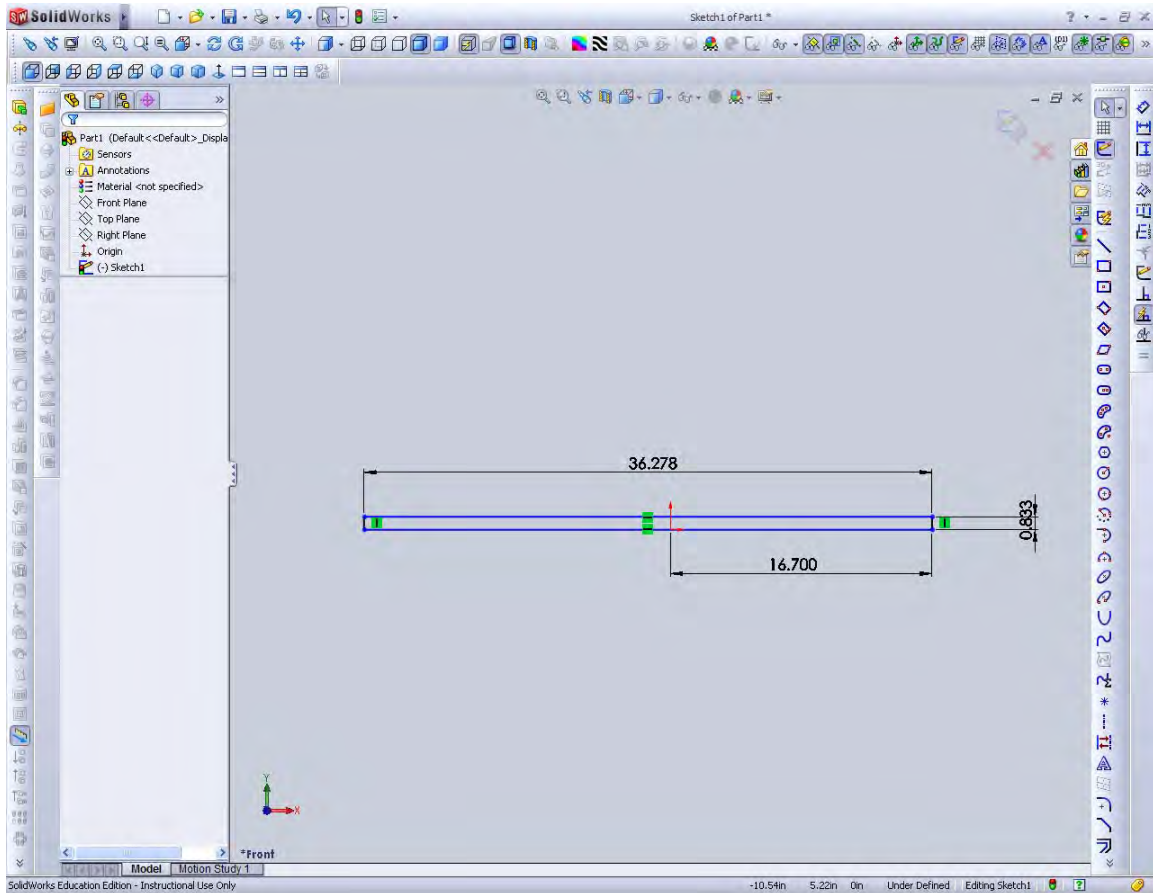 SW SolidWorks
Sketch1 of Part1 *
Part1 (Default<<Default>_Displa
Sensors
A Annotations
Material <not specified>
Front Plane
Top Plane
Right Plane
Origin
(-) Sketch1
36.278
0.833
16.700
Y
X
*Front
Model Motion Study 1
SolidWorks Education Edition - Instructional Use Only -10.54in 5.22in 0in Under Defined Editing Sketch1 ?